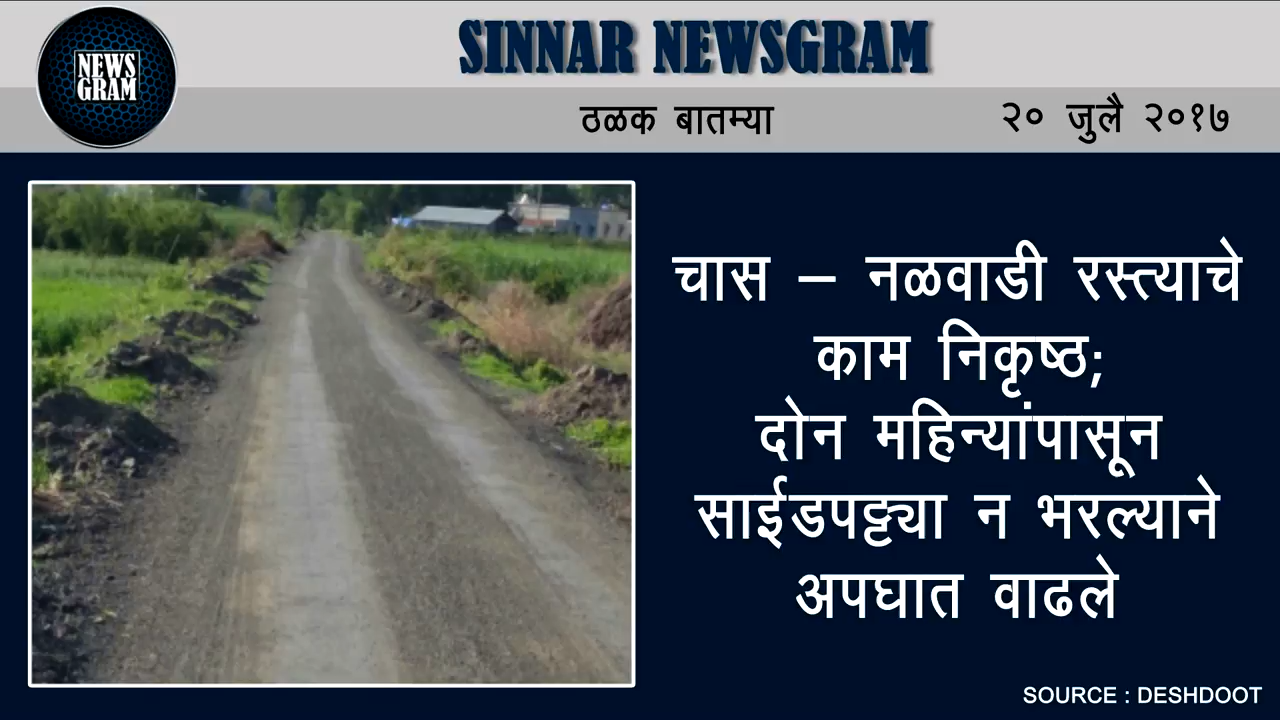 NEWS
GRAM
SINNAR NEWSGRAM
ठळक बातम्या
२० जुलै २०१७
चास – नळवाडी रस्त्याचे
काम निकृष्ठ;
दोन महिन्यांपासून
साईडपट्ट्या न भरल्याने
अपघात वाढले
SOURCE : DESHDOOT